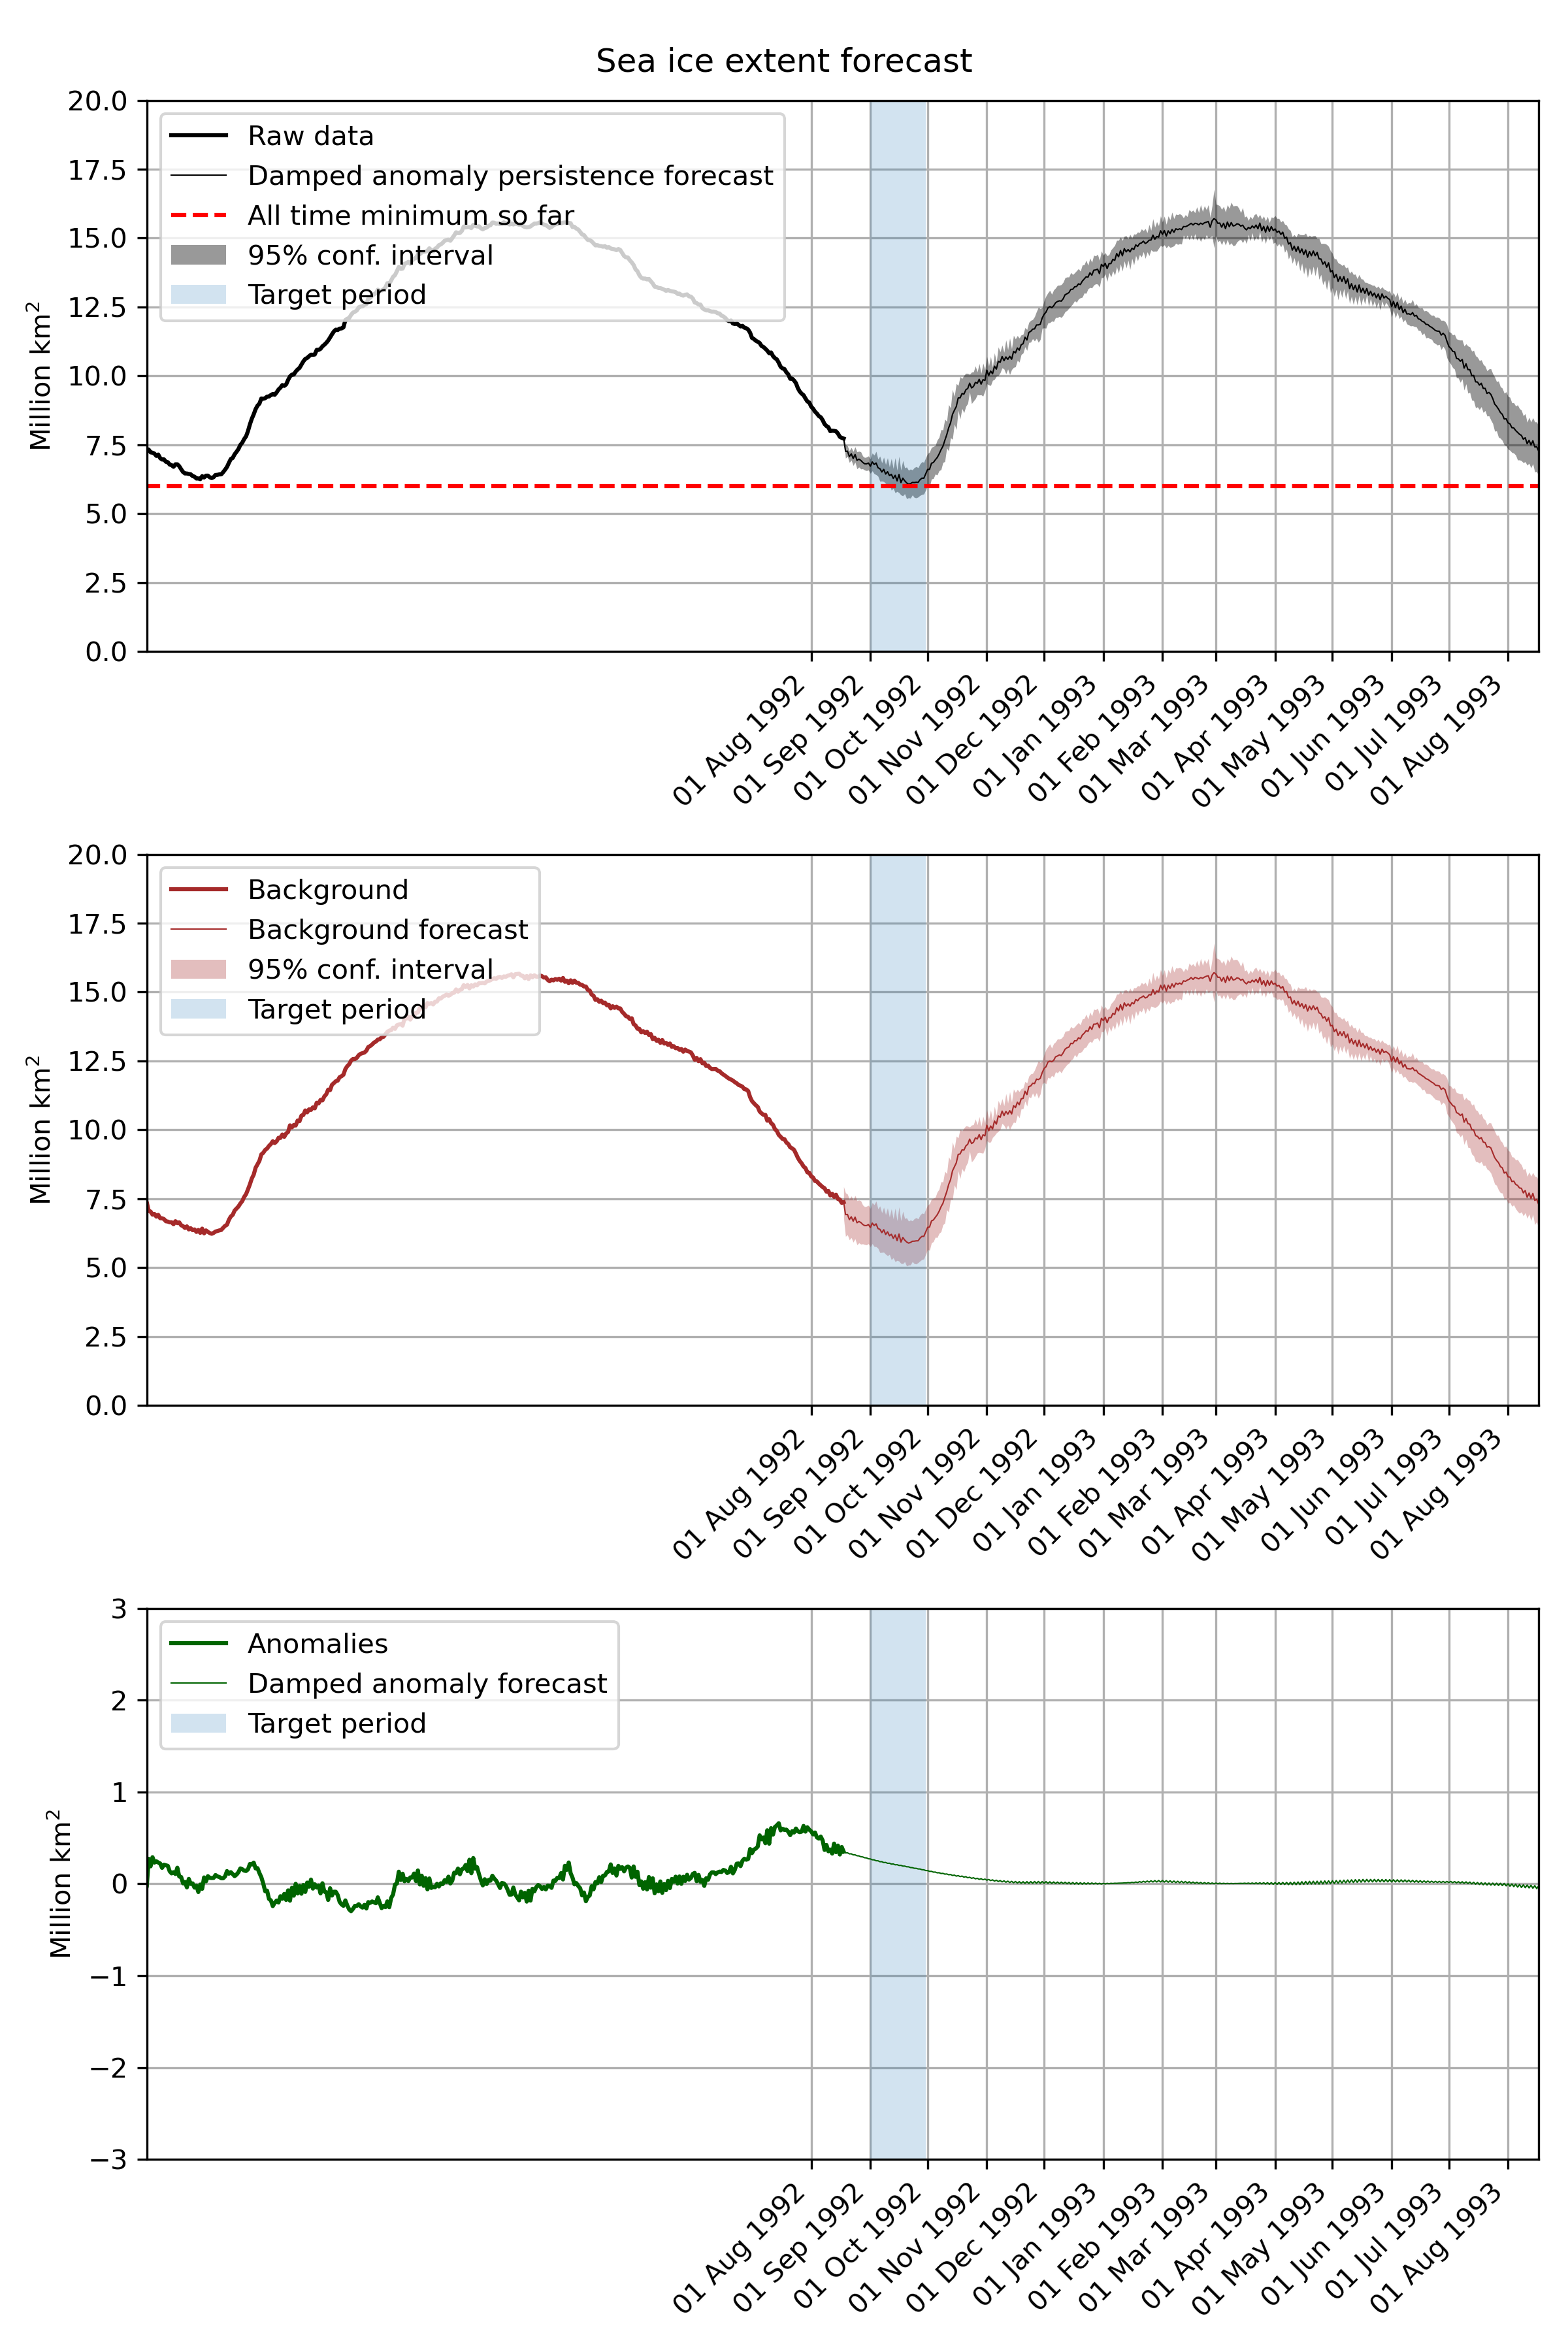 Sea ice extent forecast
20.0
17.5
15.0
12.5
10.0
7.5
5.0
2.5
0.0
Million km²
Raw data
Damped anomaly persistence forecast
All time minimum so far
95% conf. interval
Target period
01 Aug 1992
01 Sep 1992
01 Oct 1992
01 Nov 1992
01 Dec 1992
01 Jan 1993
01 Feb 1993
01 Mar 1993
01 Apr 1993
01 May 1993
01 Jun 1993
01 Jul 1993
01 Aug 1993
20.0
17.5
15.0
12.5
10.0
7.5
5.0
2.5
0.0
Million km²
Background
Background forecast
95% conf. interval
Target period
01 Aug 1992
01 Sep 1992
01 Oct 1992
01 Nov 1992
01 Dec 1992
01 Jan 1993
01 Feb 1993
01 Mar 1993
01 Apr 1993
01 May 1993
01 Jun 1993
01 Jul 1993
01 Aug 1993
3
2
1
0
−1
−2
−3
Million km²
Anomalies
Damped anomaly forecast
Target period
01 Aug 1992
01 Sep 1992
01 Oct 1992
01 Nov 1992
01 Dec 1992
01 Jan 1993
01 Feb 1993
01 Mar 1993
01 Apr 1993
01 May 1993
01 Jun 1993
01 Jul 1993
01 Aug 1993